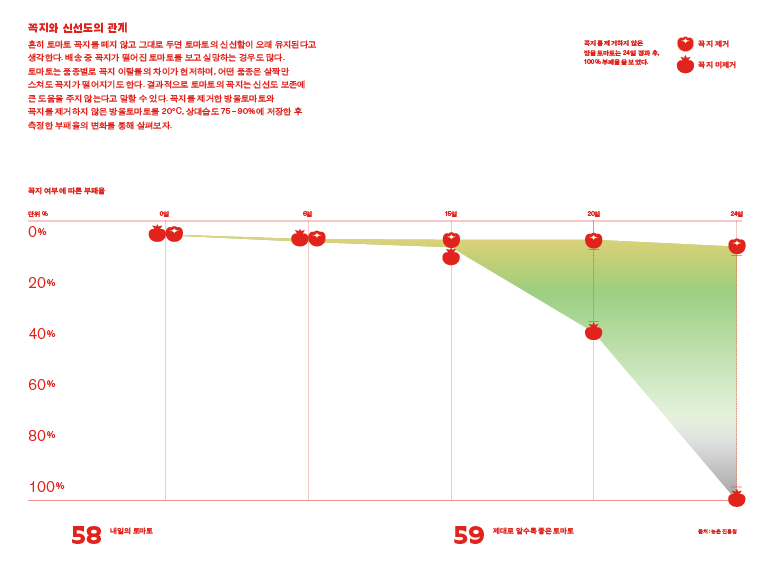 꼭지와 신선도의 관계
흔히 토마토 꼭지를 떼지 않고 그대로 두면 토마토의 신선함이 오래 유지된다고
생각한다. 배송 중 꼭지가 떨어진 토마토를 보고 실망하는 경우도 많다.
토마토는 품종별로 꼭지 이탈률의 차이가 현저하며, 어떤 품종은 살짝만
스쳐도 꼭지가 떨어지기도 한다. 결과적으로 토마토의 꼭지는 신선도 보존에
큰 도움을 주지 않는다고 말할 수 있다. 꼭지를 제거한 방울토마토와
꼭지를 제거하지 않은 방울토마토를 20°C, 상대습도 75–90%에 저장한 후
측정한 부패율의 변화를 통해 살펴보자.
꼭지를 제거하지 않은
방울토마토는 24일 경과 후,
100% 부패율을 보였다.
꼭지 제거
꼭지 미제거
꼭지 여부에 따른 부패율
단위 %
0일
6일
15일
20일
24일
0%
20%
40%
60%
80%
100%
58 내일의 토마토
59 제대로 알수록 좋은 토마토
출처: 농촌진흥청